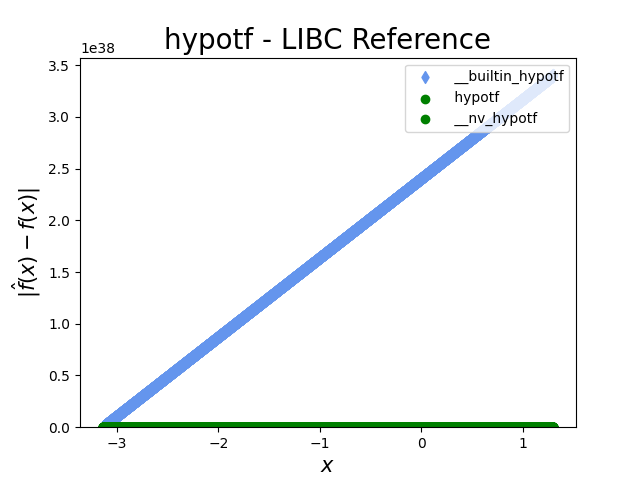 hypotf - LIBC Reference
1e38
__builtin_hypotf
hypotf
__nv_hypotf
3.5
3.0
2.5
2.0
1.5
1.0
0.5
0.0
|f̂(x) − f(x)|
−3
−2
−1
0
1
x